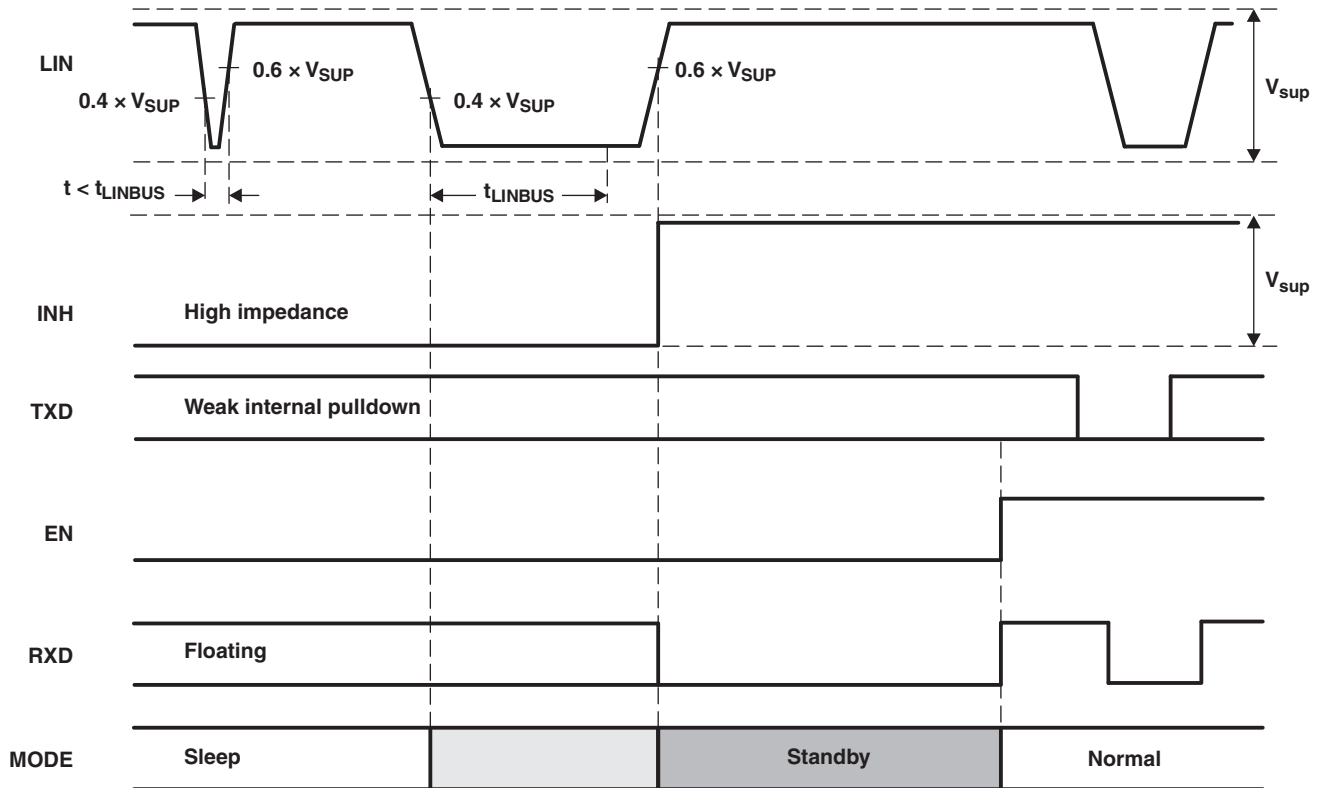 LIN
0.4 × VSUP
0.6 × VSUP
0.4 × VSUP
0.6 × VSUP
Vsup
t < tLINBUS
tLINBUS
INH
High impedance
Vsup
TXD
Weak internal pulldown
EN
RXD
Floating
MODE
Sleep
Standby
Normal